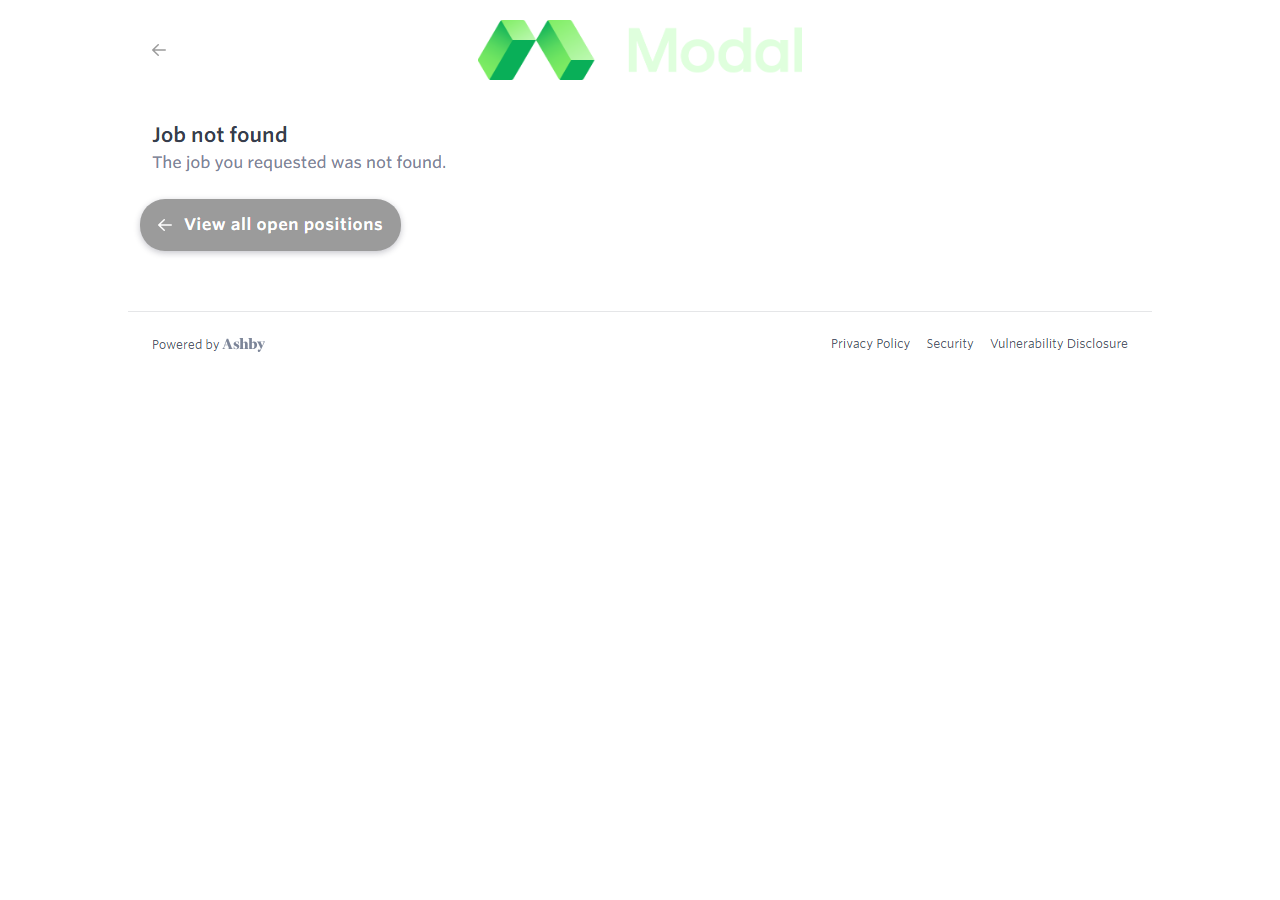 Modal
Job not found
The job you requested was not found.
View all open positions
Powered by Ashby
Privacy Policy Security Vulnerability Disclosure